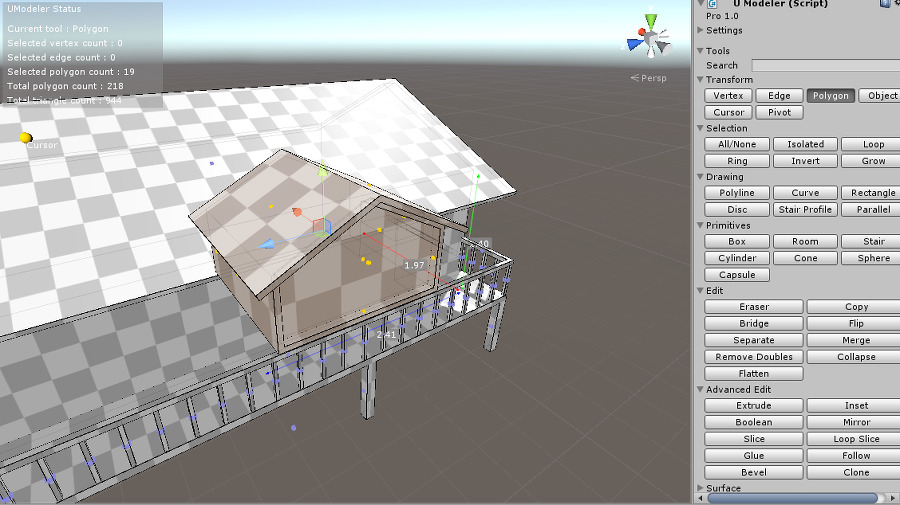 UModeler Status
Current tool : Polygon
Selected vertex count : 0
Selected edge count : 0
Selected polygon count : 19
Total polygon count : 218
Total triangle count : 944
Cursor
Persp
1.97
40
2.41
U Modeler (Script)
Pro 1.0
Settings
Tools
Search
Transform
Vertex Edge Polygon Object
Cursor Pivot
Selection
All/None Isolated Loop
Ring Invert Grow
Drawing
Polyline Curve Rectangle
Disc Stair Profile Parallel
Primitives
Box Room Stair
Cylinder Cone Sphere
Capsule
Edit
Eraser Copy
Bridge Flip
Separate Merge
Remove Doubles Collapse
Flatten
Advanced Edit
Extrude Inset
Boolean Mirror
Slice Loop Slice
Glue Follow
Bevel Clone
Surface